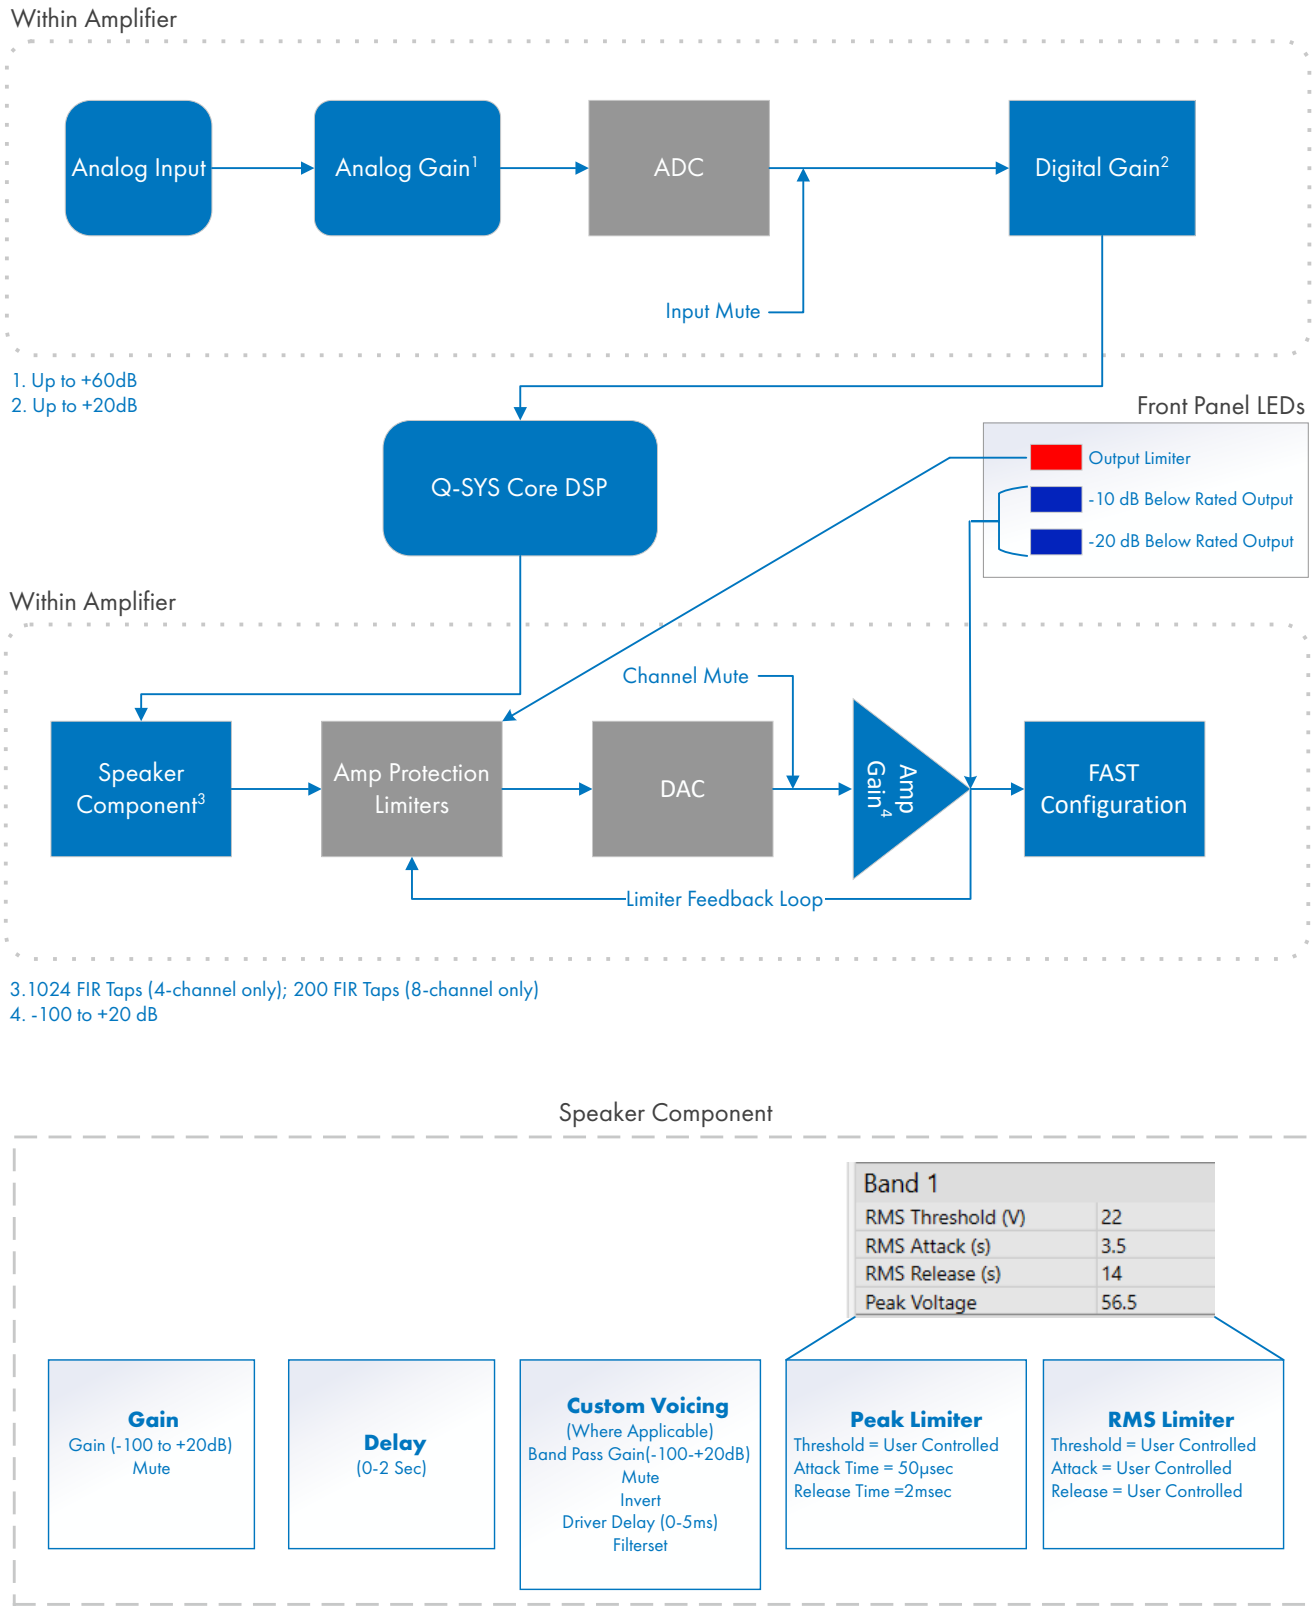 Within Amplifier
Analog Input
Analog Gain¹
ADC
Digital Gain²
Input Mute
1. Up to +60dB
2. Up to +20dB
Front Panel LEDs
Output Limiter
-10 dB Below Rated Output
-20 dB Below Rated Output
Q-SYS Core DSP
Within Amplifier
Channel Mute
Speaker
Component³
Amp Protection
Limiters
DAC
Amp
Gain⁴
FAST
Configuration
Limiter Feedback Loop
3.1024 FIR Taps (4-channel only); 200 FIR Taps (8-channel only)
4. -100 to +20 dB
Speaker Component
Band 1
RMS Threshold (V) 22
RMS Attack (s) 3.5
RMS Release (s) 14
Peak Voltage 56.5
Gain
Gain (-100 to +20dB)
Mute
Delay
(0-2 Sec)
Custom Voicing
(Where Applicable)
Band Pass Gain(-100-+20dB)
Mute
Invert
Driver Delay (0-5ms)
Filterset
Peak Limiter
Threshold = User Controlled
Attack Time = 50µsec
Release Time =2msec
RMS Limiter
Threshold = User Controlled
Attack = User Controlled
Release = User Controlled